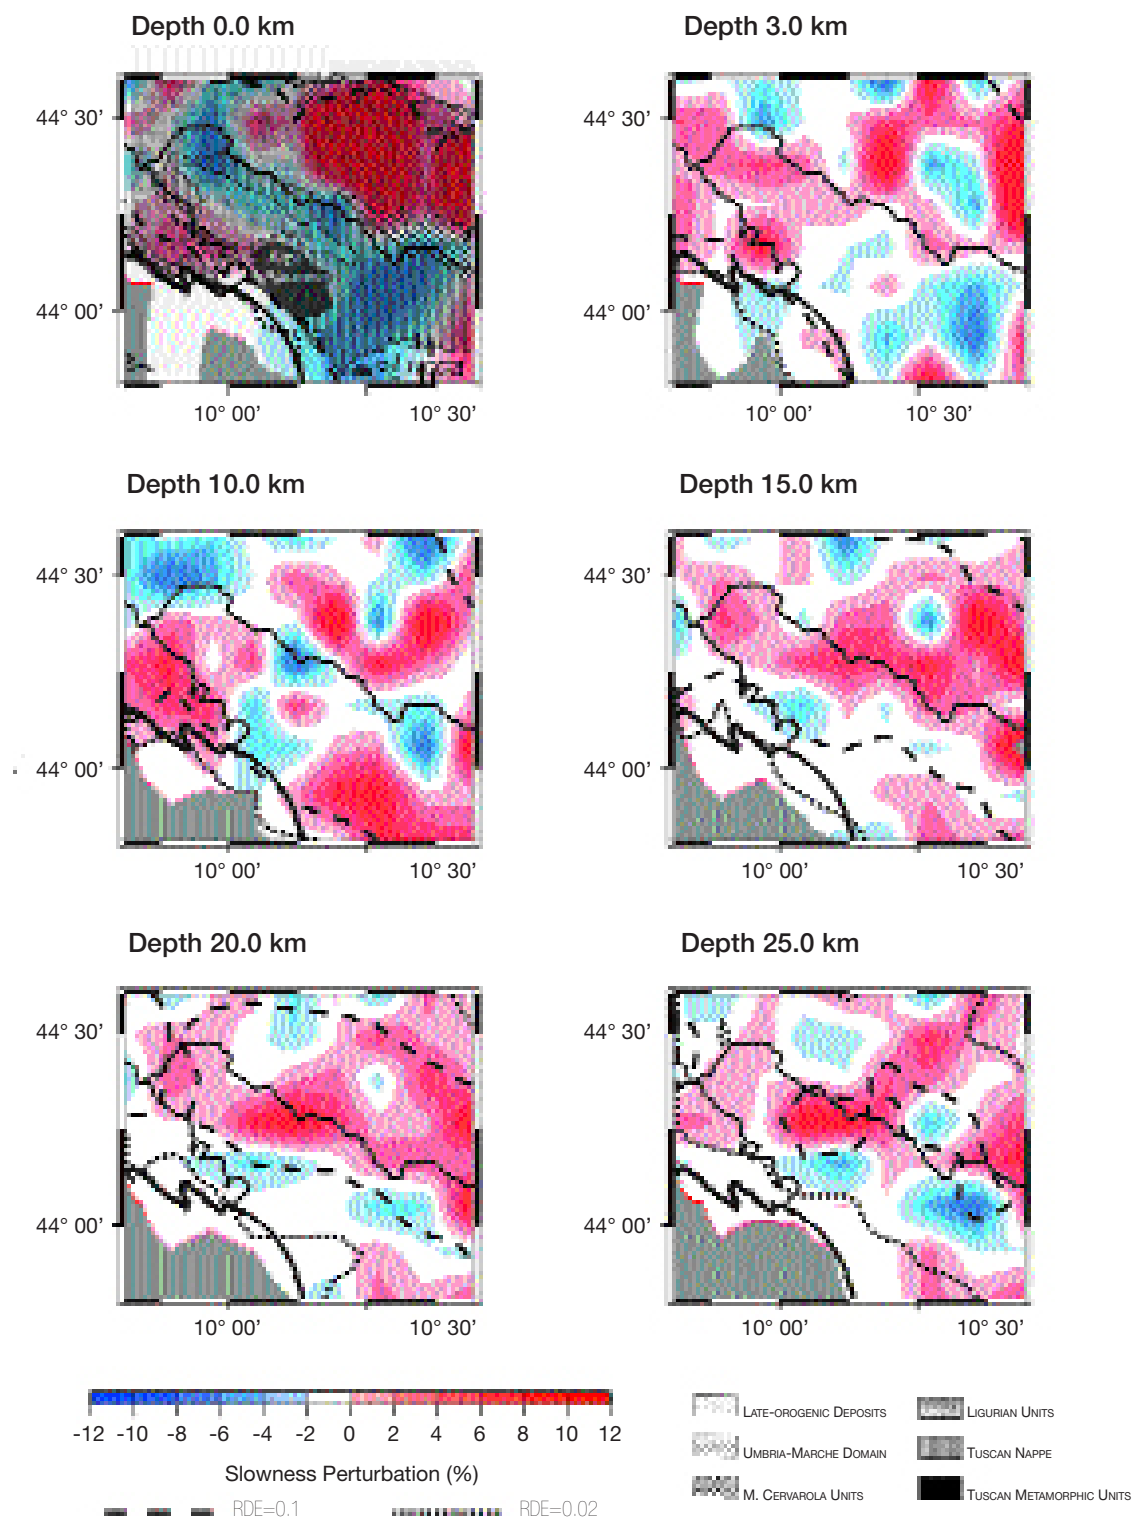 Depth 0.0 km
Depth 3.0 km
44° 30'
44° 00'
10° 00'
10° 30'
44° 30'
44° 00'
10° 00'
10° 30'
Depth 10.0 km
Depth 15.0 km
44° 30'
44° 00'
10° 00'
10° 30'
44° 30'
44° 00'
10° 00'
10° 30'
Depth 20.0 km
Depth 25.0 km
44° 30'
44° 00'
10° 00'
10° 30'
44° 30'
44° 00'
10° 00'
10° 30'
-12 -10 -8 -6 -4 -2 0 2 4 6 8 10 12
Slowness Perturbation (%)
RDE=0.1
RDE=0.02
Late-orogenic Deposits
Umbria-Marche Domain
M. Cervarola Units
Ligurian Units
Tuscan Nappe
Tuscan Metamorphic Units